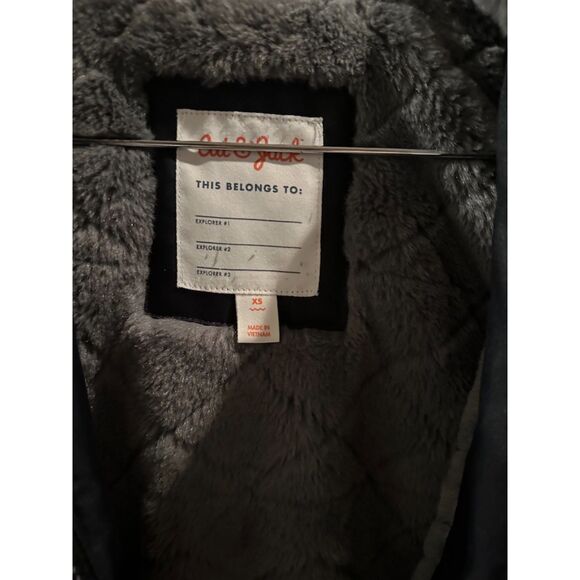 Cat & Jack
THIS BELONGS TO:
EXPLORER #1
EXPLORER #2
EXPLORER #3
XS
MADE IN
VIETNAM